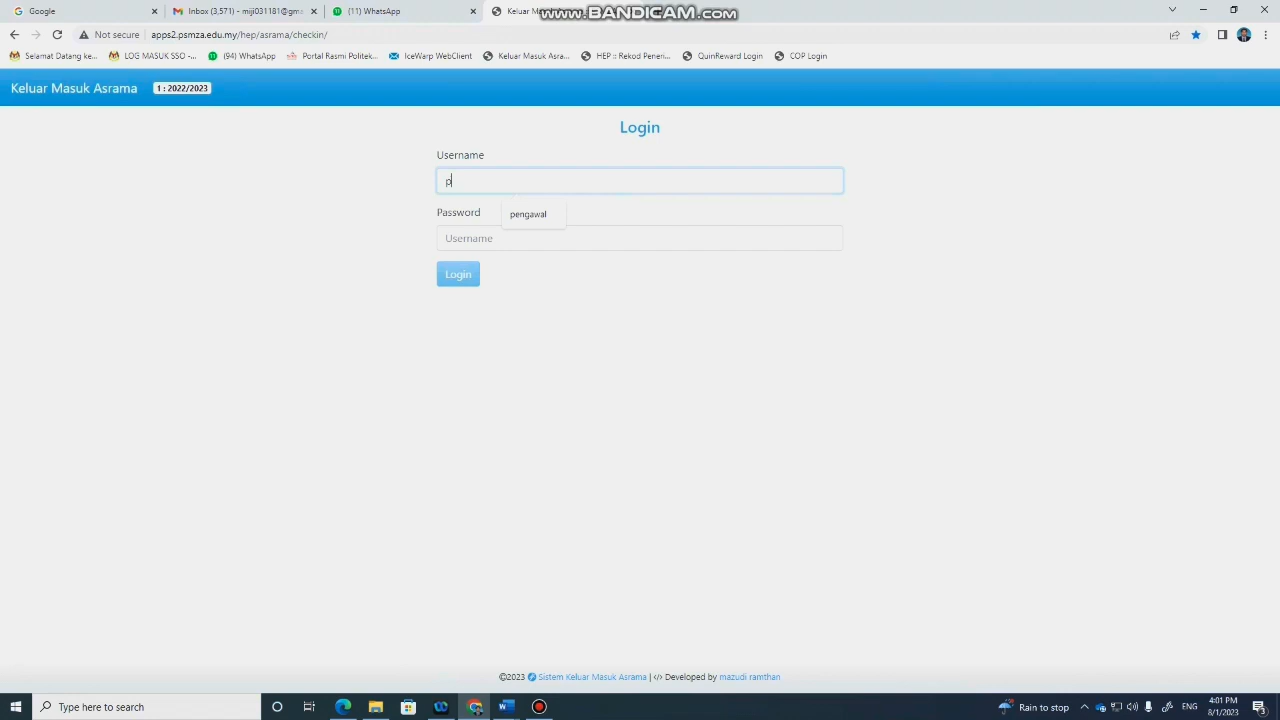 Google
Inbox (3,571) - miji031181@gma
(11) WhatsApp
Keluar M
www.BANDICAM.com
Not secure
apps2.psmza.edu.my/hep/asrama/checkin/
Selamat Datang ke...
LOG MASUK SSO -...
(94) WhatsApp
Portal Rasmi Politek...
IceWarp WebClient
Keluar Masuk Asra...
HEP :: Rekod Peneri...
QuinReward Login
COP Login
Keluar Masuk Asrama
1 : 2022/2023
Login
Username
p
Password
pengawal
Username
Login
©2023 Sistem Keluar Masuk Asrama | </> Developed by mazudi ramthan
Type here to search
Rain to stop
ENG
4:01 PM
8/1/2023